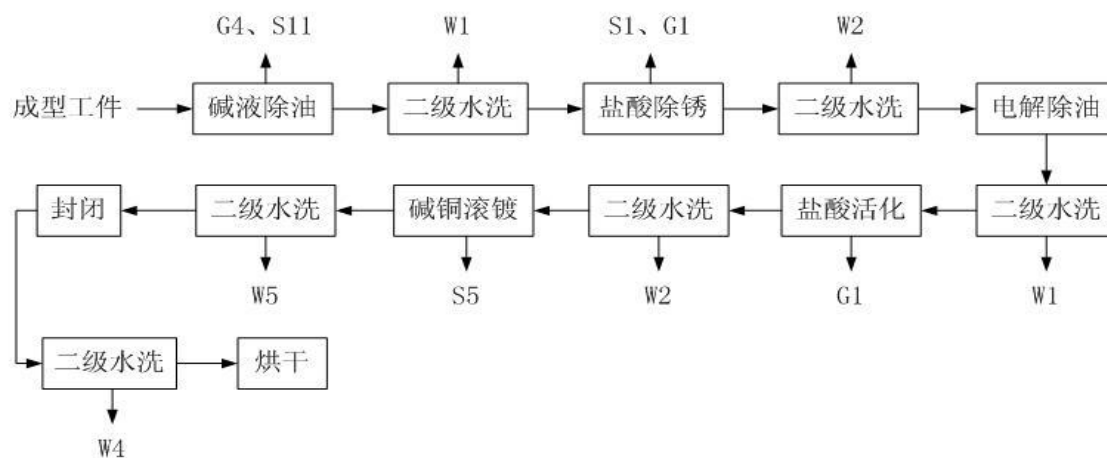 G4、S11 W1 S1、G1 W2
成型工件 碱液除油 二级水洗 盐酸除锈 二级水洗 电解除油
封闭 二级水洗 碱铜滚镀 二级水洗 盐酸活化 二级水洗
W5 S5 W2 G1 W1
二级水洗 烘干
W4